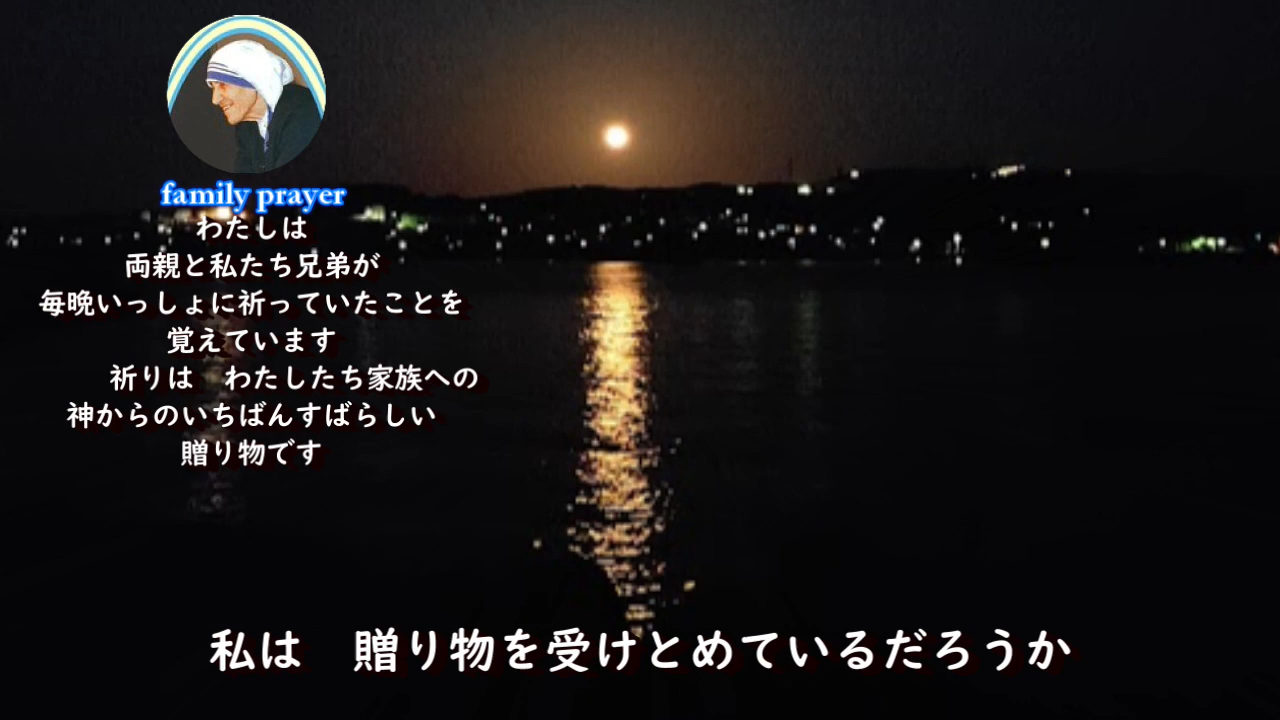 family prayer
わたしは
両親と私たち兄弟が
毎晩いっしょに祈っていたことを
覚えています
祈りは　わたしたち家族への
神からのいちばんすばらしい
贈り物です
私は　贈り物を受けとめているだろうか